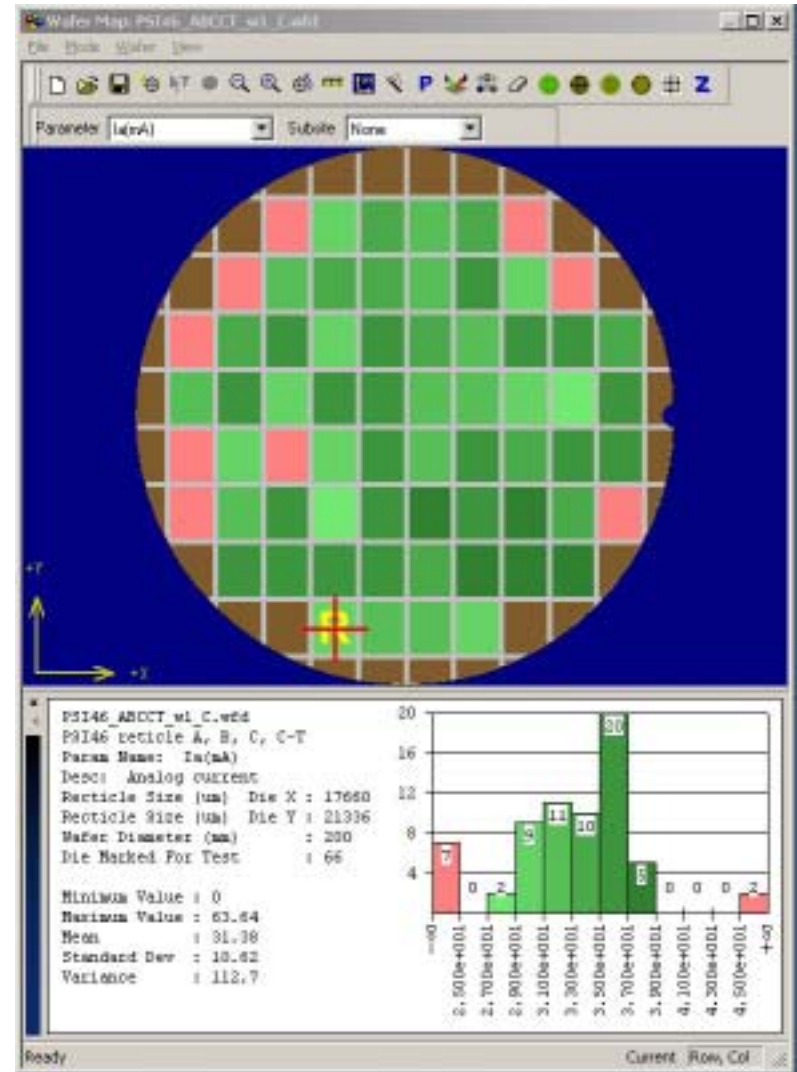 Wafer Map: PSI46_ABCCT_w1_C.wfd
File Mode Wafer View
P Z
Parameter Ia(mA) Subsite None
R
+Y
+X
PSI46_ABCCT_w1_C.wfd
PSI46 reticle A, B, C, C-T
Param Name: Ia(mA)
Desc: Analog current
Recticle Size (um) Die X : 17660
Recticle Size (um) Die Y : 21336
Wafer Diameter (mm) : 200
Die Marked For Test : 66
Minimum Value : 0
Maximum Value : 63.64
Mean : 31.38
Standard Dev : 10.62
Variance : 112.7
20
16
12
8
4
7 0 2 9 11 10 20 5 0 0 0 2
-∞
2.500e+001
2.700e+001
2.900e+001
3.100e+001
3.300e+001
3.500e+001
3.700e+001
3.900e+001
4.100e+001
4.300e+001
4.500e+001
+∞
Ready Current Row, Col